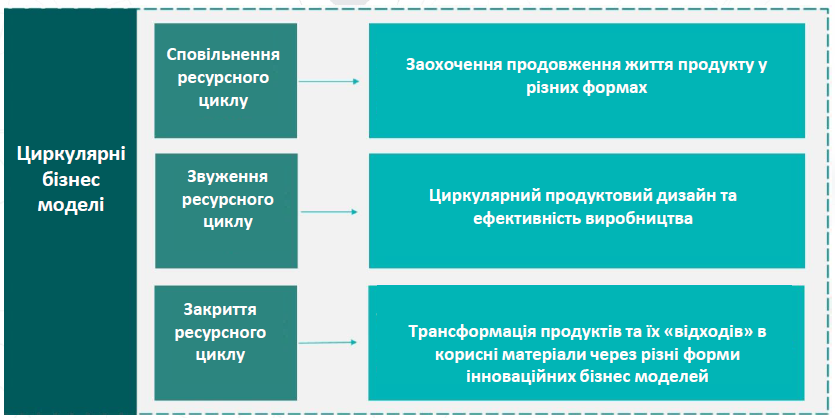 Циркулярні
бізнес
моделі
Сповільнення
ресурсного
циклу
Заохочення продовження життя продукту у
різних формах
Звуження
ресурсного
циклу
Циркулярний продуктовий дизайн та
ефективність виробництва
Закриття
ресурсного
циклу
Трансформація продуктів та їх «відходів» в
корисні матеріали через різні форми
інноваційних бізнес моделей